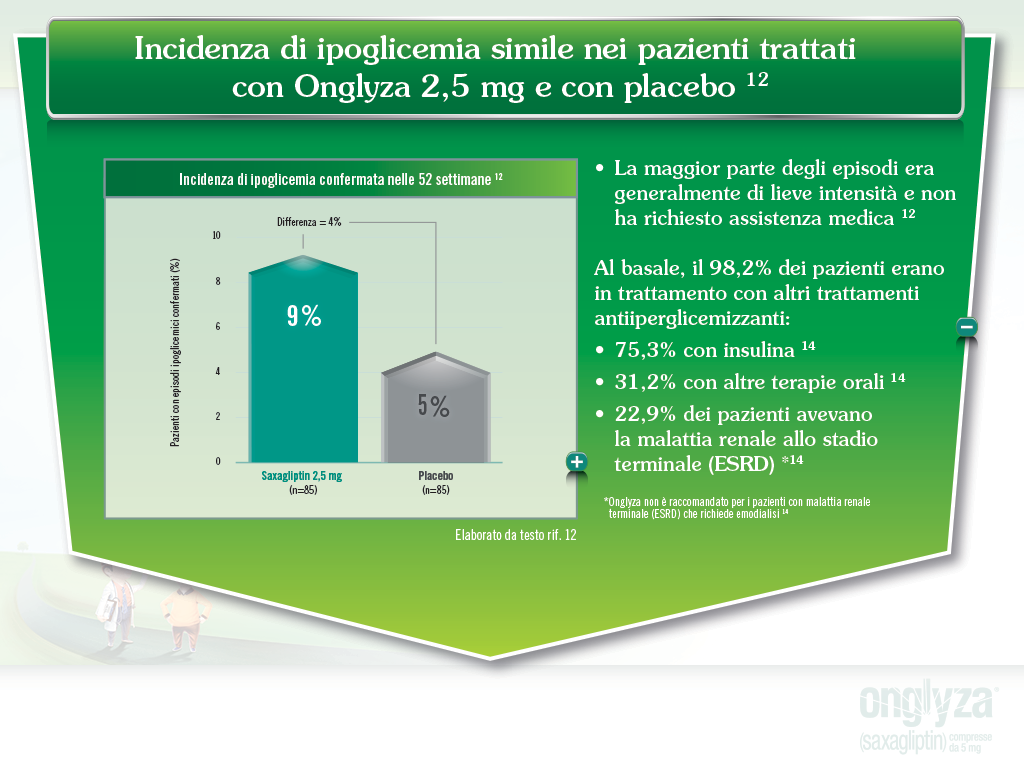 Incidenza di ipoglicemia simile nei pazienti trattati
con Onglyza 2,5 mg e con placebo 12
Incidenza di ipoglicemia confermata nelle 52 settimane 12
Differenza = 4%
Pazienti con episodi ipoglicemici confermati (%)
10
8
6
4
2
0
9%
5%
Saxagliptin 2,5 mg
(n=85)
Placebo
(n=85)
Elaborato da testo rif. 12
• La maggior parte degli episodi era
generalmente di lieve intensità e non
ha richiesto assistenza medica 12
Al basale, il 98,2% dei pazienti erano
in trattamento con altri trattamenti
antiiperglicemizzanti:
• 75,3% con insulina 14
• 31,2% con altre terapie orali 14
• 22,9% dei pazienti avevano
la malattia renale allo stadio
terminale (ESRD) *14
*Onglyza non è raccomandato per i pazienti con malattia renale
terminale (ESRD) che richiede emodialisi 14
onglyza®
(saxagliptin) compresse
da 5 mg